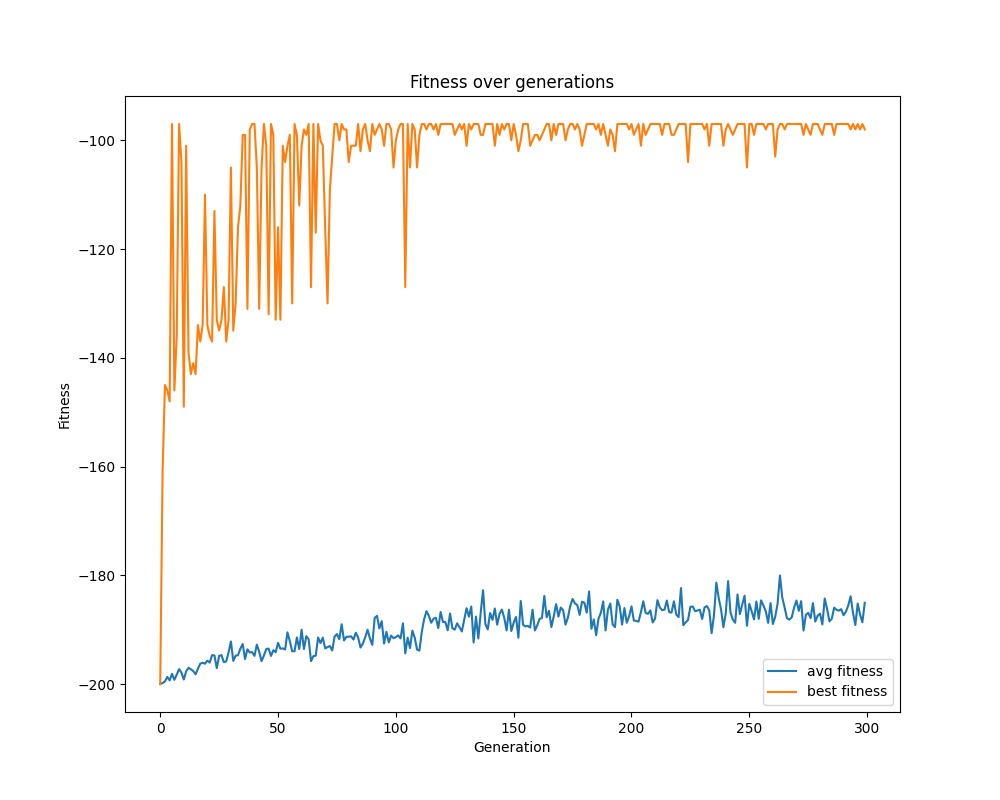 Fitness over generations
Fitness
−100
−120
−140
−160
−180
−200
0 50 100 150 200 250 300
Generation
avg fitness
best fitness